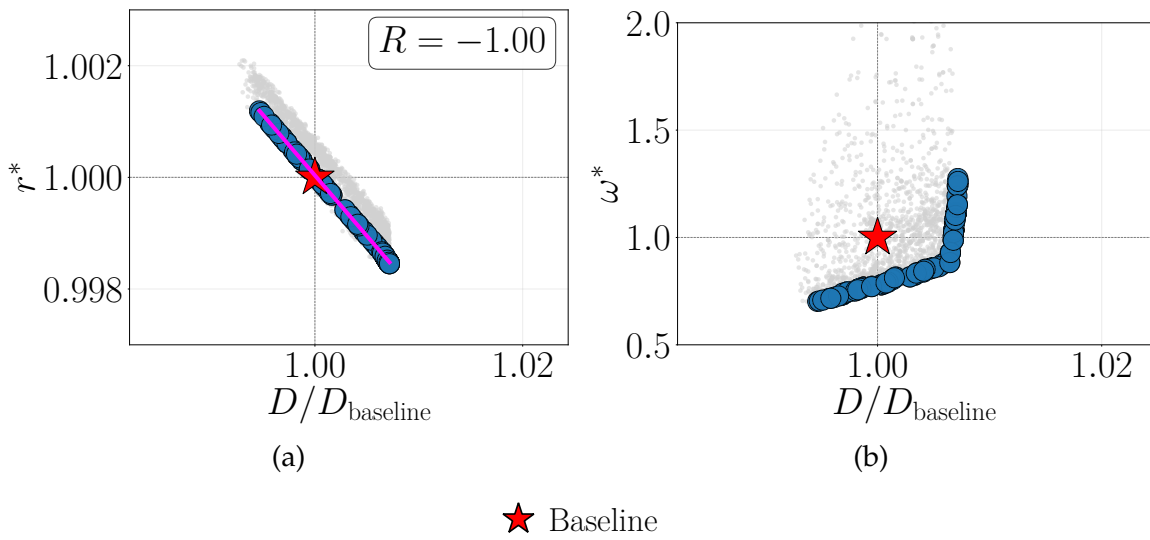 R = −1.00
r*
1.002
1.000
0.998
1.00
1.02
D/D_baseline
(a)
ω*
2.0
1.5
1.0
0.5
1.00
1.02
D/D_baseline
(b)
Baseline